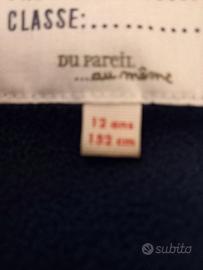 CLASSE:..........
DU PAREIL
...au même
12 ans
152 cm
subito